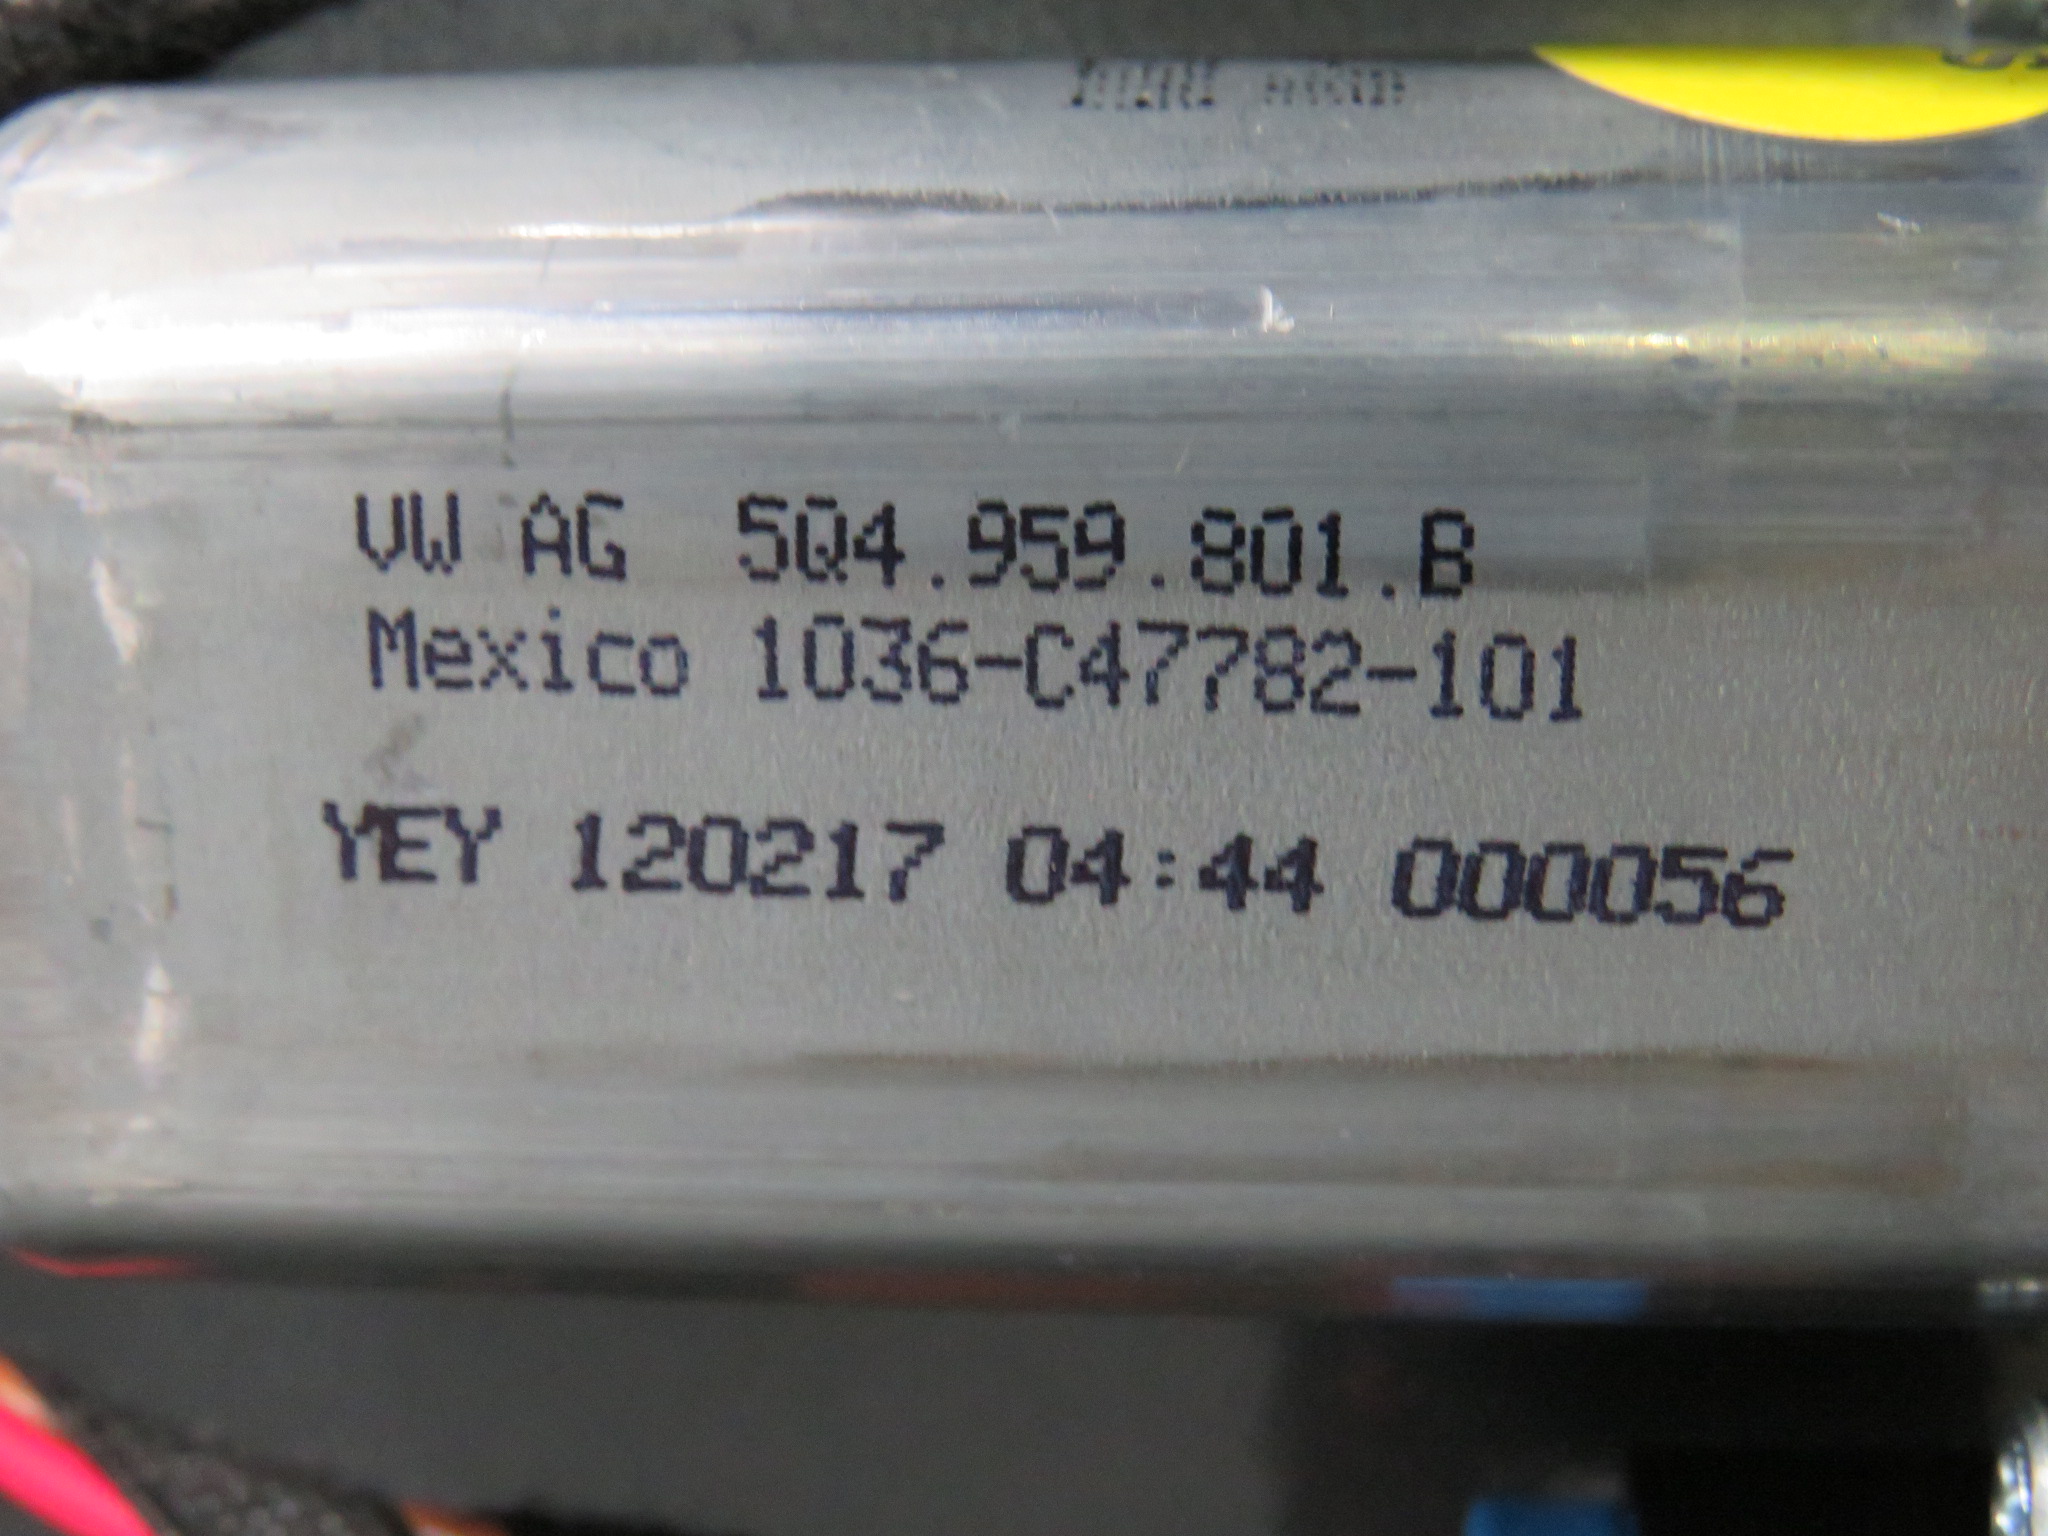 VW AG 5Q4.959.801.B
Mexico 1036-C47782-101
YEY 120217 04:44 000056